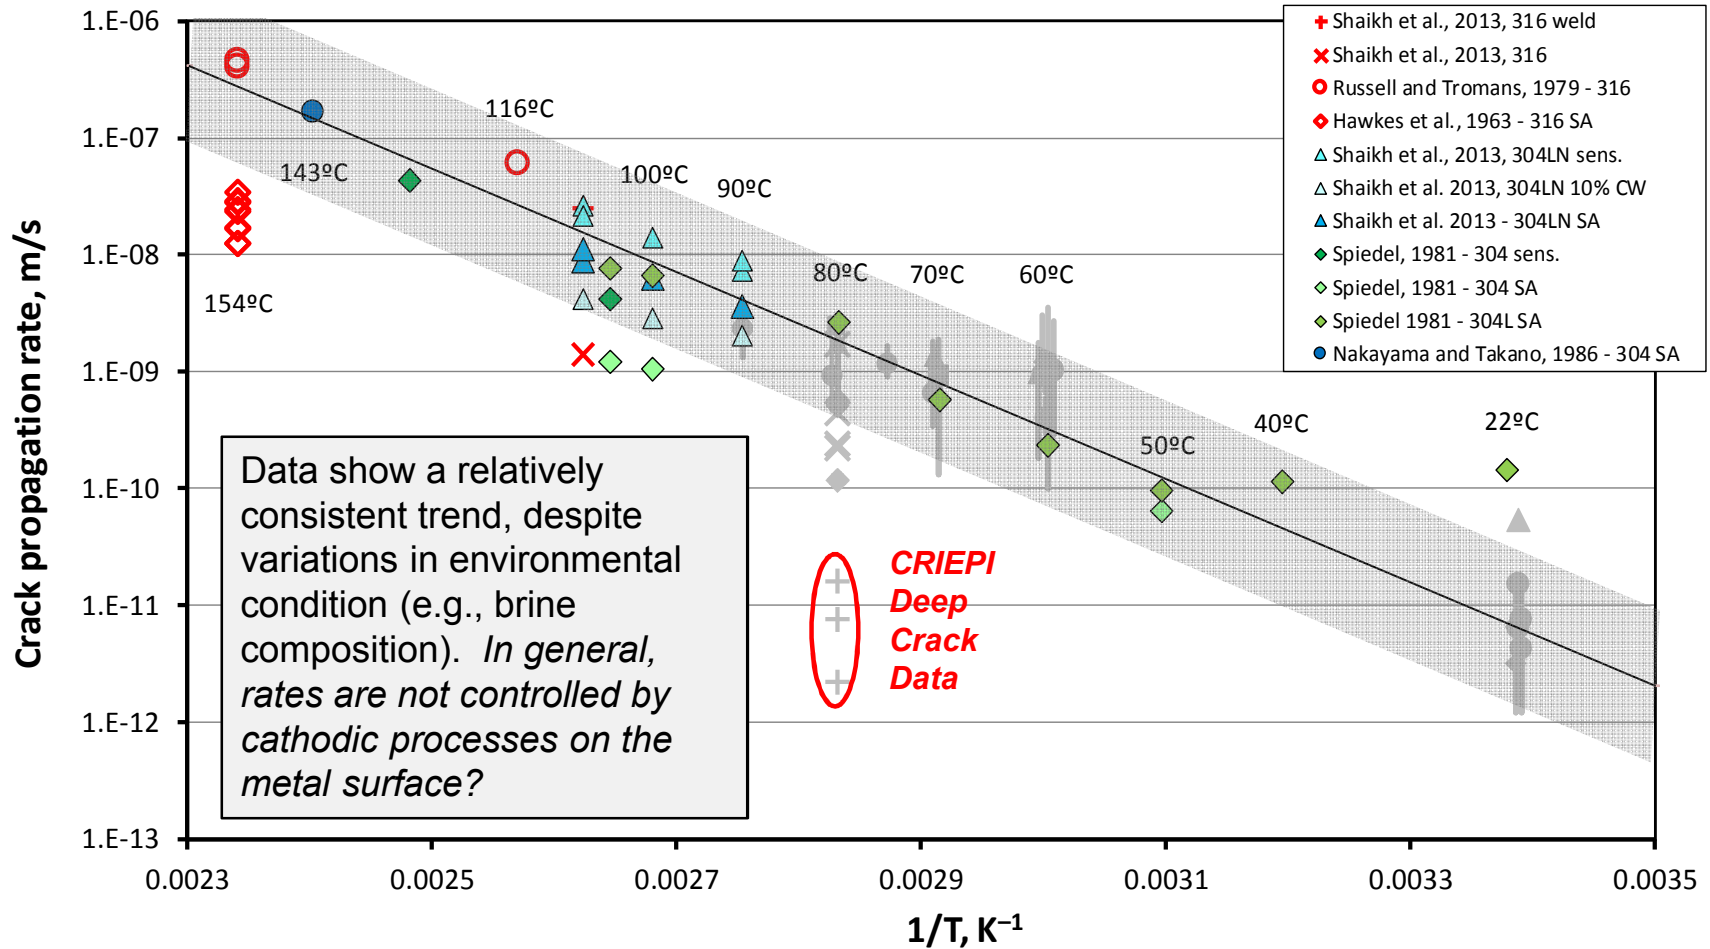 1.E-06
1.E-07
1.E-08
1.E-09
1.E-10
1.E-11
1.E-12
1.E-13
Crack propagation rate, m/s
0.0023
0.0025
0.0027
0.0029
0.0031
0.0033
0.0035
1/T, K⁻¹
154ºC
143ºC
116ºC
100ºC
90ºC
80ºC
70ºC
60ºC
50ºC
40ºC
22ºC
Shaikh et al., 2013, 316 weld
Shaikh et al., 2013, 316
Russell and Tromans, 1979 - 316
Hawkes et al., 1963 - 316 SA
Shaikh et al., 2013, 304LN sens.
Shaikh et al. 2013, 304LN 10% CW
Shaikh et al. 2013 - 304LN SA
Spiedel, 1981 - 304 sens.
Spiedel, 1981 - 304 SA
Spiedel 1981 - 304L SA
Nakayama and Takano, 1986 - 304 SA
Data show a relatively
consistent trend, despite
variations in environmental
condition (e.g., brine
composition). In general,
rates are not controlled by
cathodic processes on the
metal surface?
CRIEPI
Deep
Crack
Data